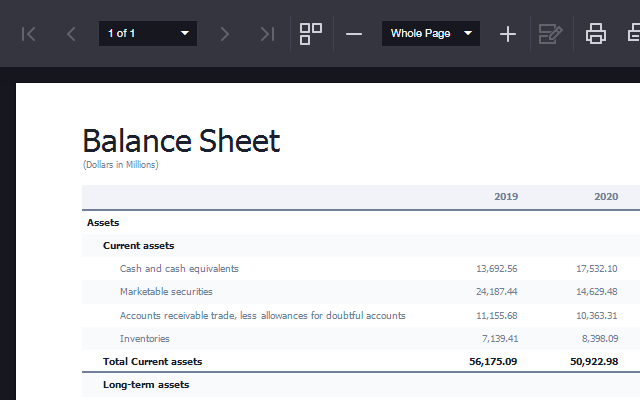 1 of 1 Whole Page
Balance Sheet
(Dollars in Millions)
2019 2020
Assets
Current assets
Cash and cash equivalents 13,692.56 17,532.10
Marketable securities 24,187.44 14,629.48
Accounts receivable trade, less allowances for doubtful accounts 11,155.68 10,363.31
Inventories 7,139.41 8,398.09
Total Current assets 56,175.09 50,922.98
Long-term assets